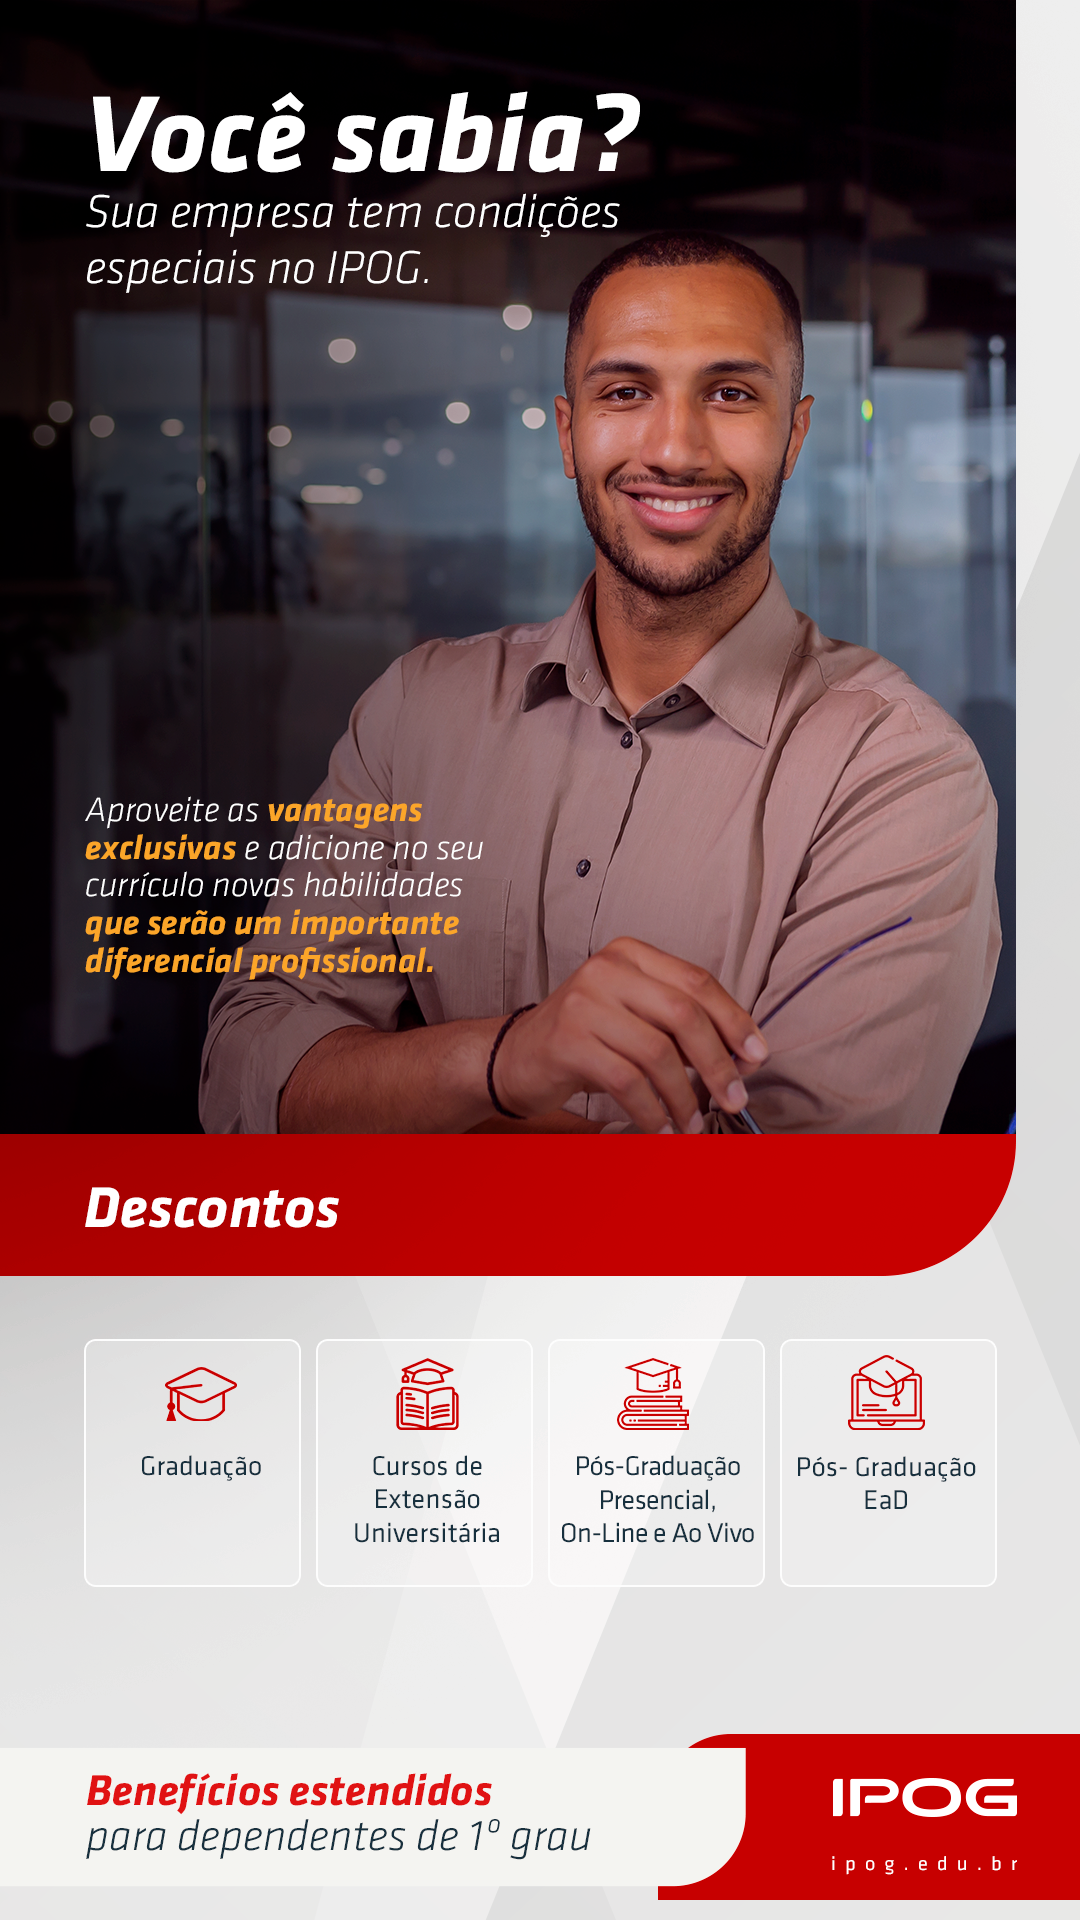 Você sabia?
Sua empresa tem condições
especiais no IPOG.
Aproveite as vantagens
exclusivas e adicione no seu
currículo novas habilidades
que serão um importante
diferencial profissional.
Descontos
Graduação
Cursos de
Extensão
Universitária
Pós-Graduação
Presencial,
On-Line e Ao Vivo
Pós- Graduação
EaD
Benefícios estendidos
para dependentes de 1º grau
IPOG
ipog.edu.br